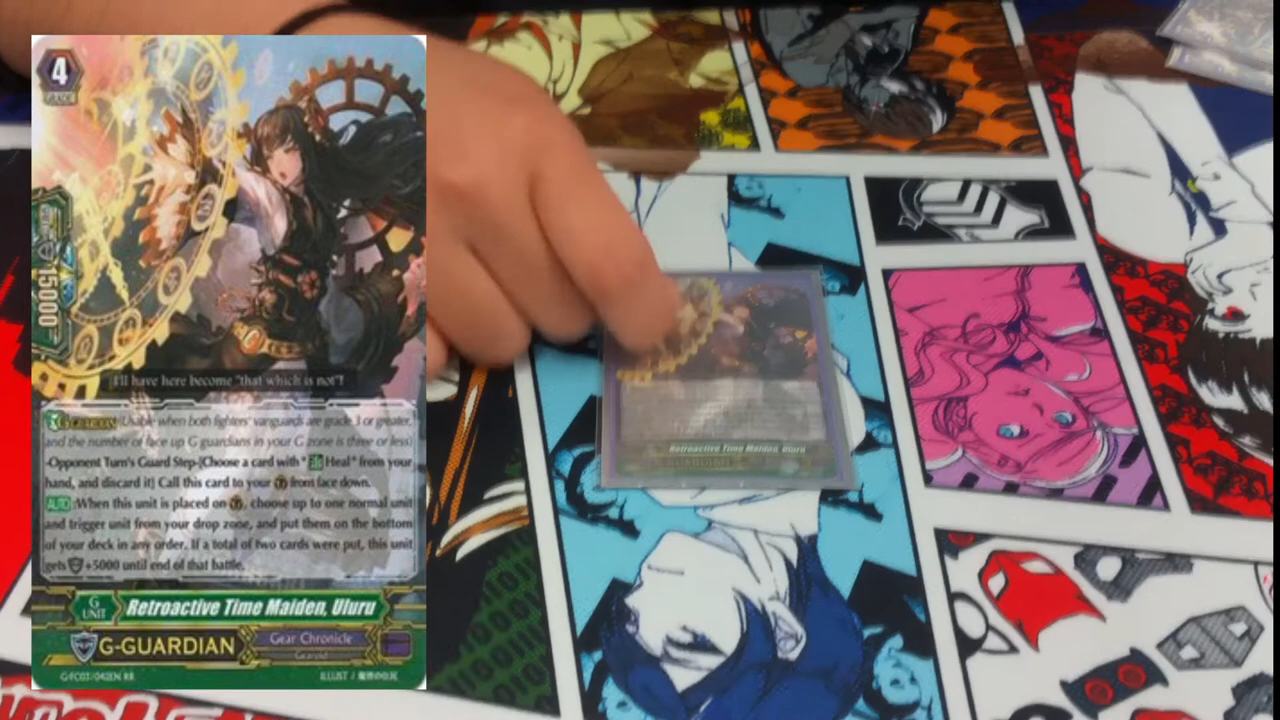 4
GRADE
15000
"I'll have here become "that which is not"!
G-GUARDIAN (Usable when both fighters' vanguards are grade 3 or greater,
and the number of face up G guardians in your G zone is three or less)
-Opponent Turn's Guard Step-[Choose a card with "Heal" from your
hand, and discard it] Call this card to your G from face down.
AUTO :When this unit is placed on G, choose up to one normal unit
and trigger unit from your drop zone, and put them on the bottom
of your deck in any order. If a total of two cards were put, this unit
gets +5000 until end of that battle.
G
UNIT
Retroactive Time Maiden, Uluru
G-GUARDIAN
Gear Chronicle
Gearoid
G-FC03/042EN RR
ILLUST /
Retroactive Time Maiden, Uluru